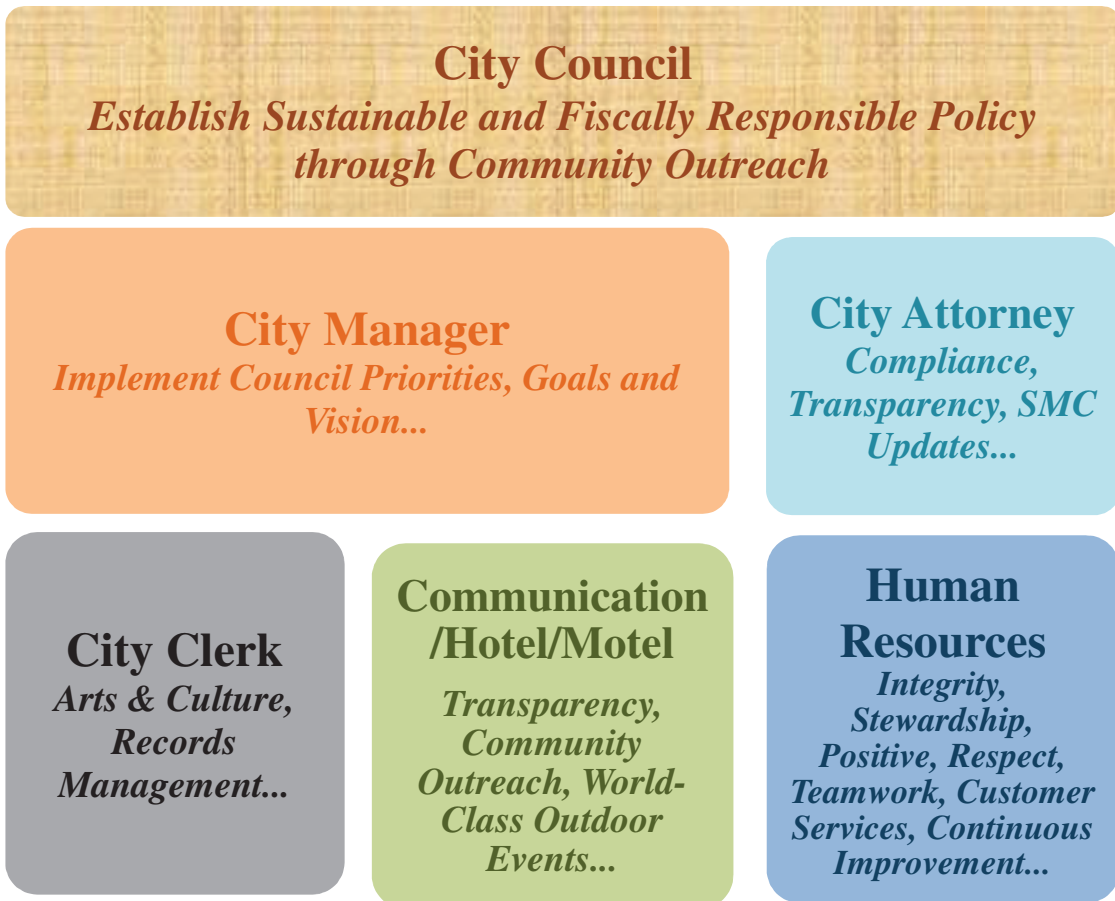 City Council
Establish Sustainable and Fiscally Responsible Policy
through Community Outreach
City Manager
Implement Council Priorities, Goals and
Vision...
City Attorney
Compliance,
Transparency, SMC
Updates...
City Clerk
Arts & Culture,
Records
Management...
Communication
/Hotel/Motel
Transparency,
Community
Outreach, World-
Class Outdoor
Events...
Human
Resources
Integrity,
Stewardship,
Positive, Respect,
Teamwork, Customer
Services, Continuous
Improvement...